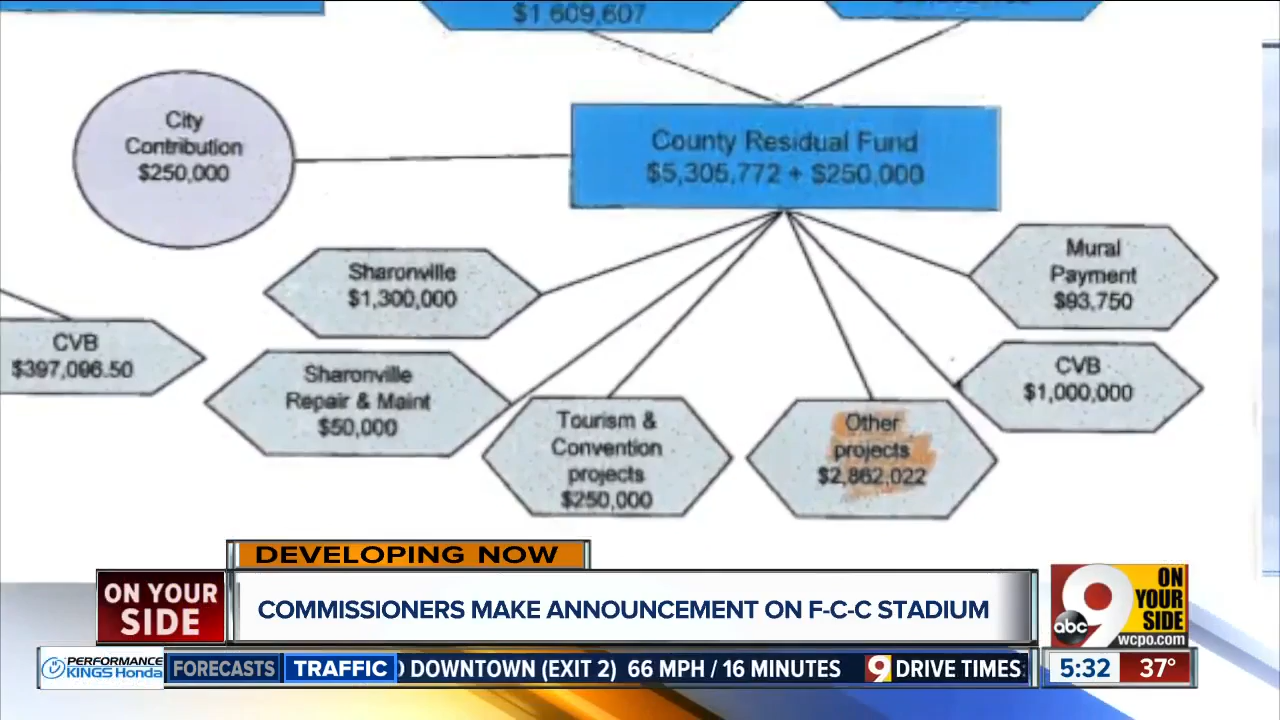 $1 609,607
City
Contribution
$250,000
County Residual Fund
$5,305,772 + $250,000
Sharonville
$1,300,000
Mural
Payment
$93,750
CVB
$397,096.50
Sharonville
Repair & Maint
$50,000
CVB
$1,000,000
Tourism &
Convention
projects
$250,000
Other
projects
$2,862,022
DEVELOPING NOW
ON YOUR
SIDE
COMMISSIONERS MAKE ANNOUNCEMENT ON F-C-C STADIUM
abc 9
ON
YOUR
SIDE
wcpo.com
PERFORMANCE
KINGS Honda
FORECASTS
TRAFFIC
DOWNTOWN (EXIT 2) 66 MPH / 16 MINUTES
9 DRIVE TIMES:
5:32
37°